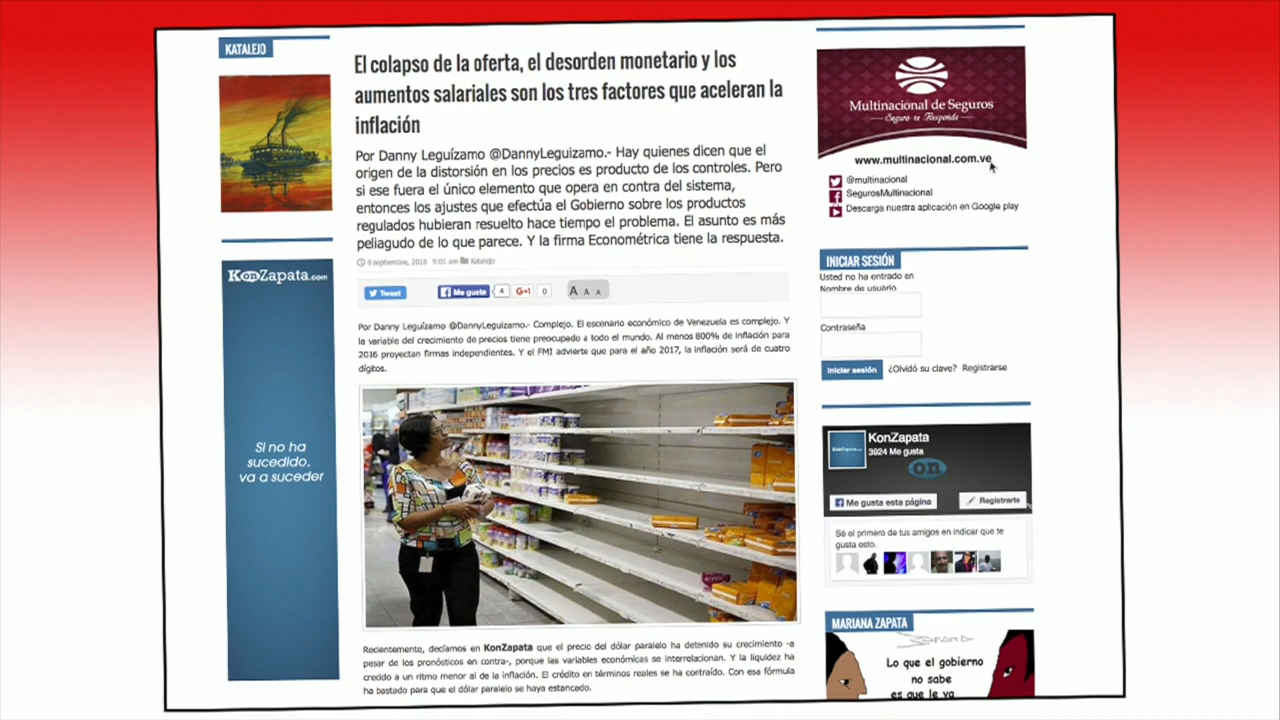 KATALEJO
KonZapata.com
Si no ha
sucedido,
va a suceder
El colapso de la oferta, el desorden monetario y los
aumentos salariales son los tres factores que aceleran la
inflación
Por Danny Leguízamo @DannyLeguizamo.- Hay quienes dicen que el
origen de la distorsión en los precios es producto de los controles. Pero
si ese fuera el único elemento que opera en contra del sistema,
entonces los ajustes que efectúa el Gobierno sobre los productos
regulados hubieran resuelto hace tiempo el problema. El asunto es más
peliagudo de lo que parece. Y la firma Econométrica tiene la respuesta.
9 septiembre, 2016 9:01 am Katalejo
Tweet Me gusta 4 G+1 0 A A A
Por Danny Leguízamo @DannyLeguizamo.- Complejo. El escenario económico de Venezuela es complejo. Y
la variable del crecimiento de precios tiene preocupado a todo el mundo. Al menos 800% de inflación para
2016 proyectan firmas independientes. Y el FMI advierte que para el año 2017, la inflación será de cuatro
dígitos.
Recientemente, decíamos en KonZapata que el precio del dólar paralelo ha detenido su crecimiento -a
pesar de los pronósticos en contra-, porque las variables económicas se interrelacionan. Y la liquidez ha
crecido a un ritmo menor al de la inflación. El crédito en términos reales se ha contraído. Con esa fórmula
ha bastado para que el dólar paralelo se haya estancado.
Multinacional de Seguros
Seguro te Responde
www.multinacional.com.ve
@multinacional
SegurosMultinacional
Descarga nuestra aplicación en Google play
INICIAR SESIÓN
Usted no ha entrado en
Nombre de usuario
Contraseña
Iniciar sesión ¿Olvidó su clave? Registrarse
KonZapata
3924 Me gusta
on
Me gusta esta página Registrarte
Sé el primero de tus amigos en indicar que te
gusta esto.
MARIANA ZAPATA
Lo que el gobierno
no sabe
es que le va